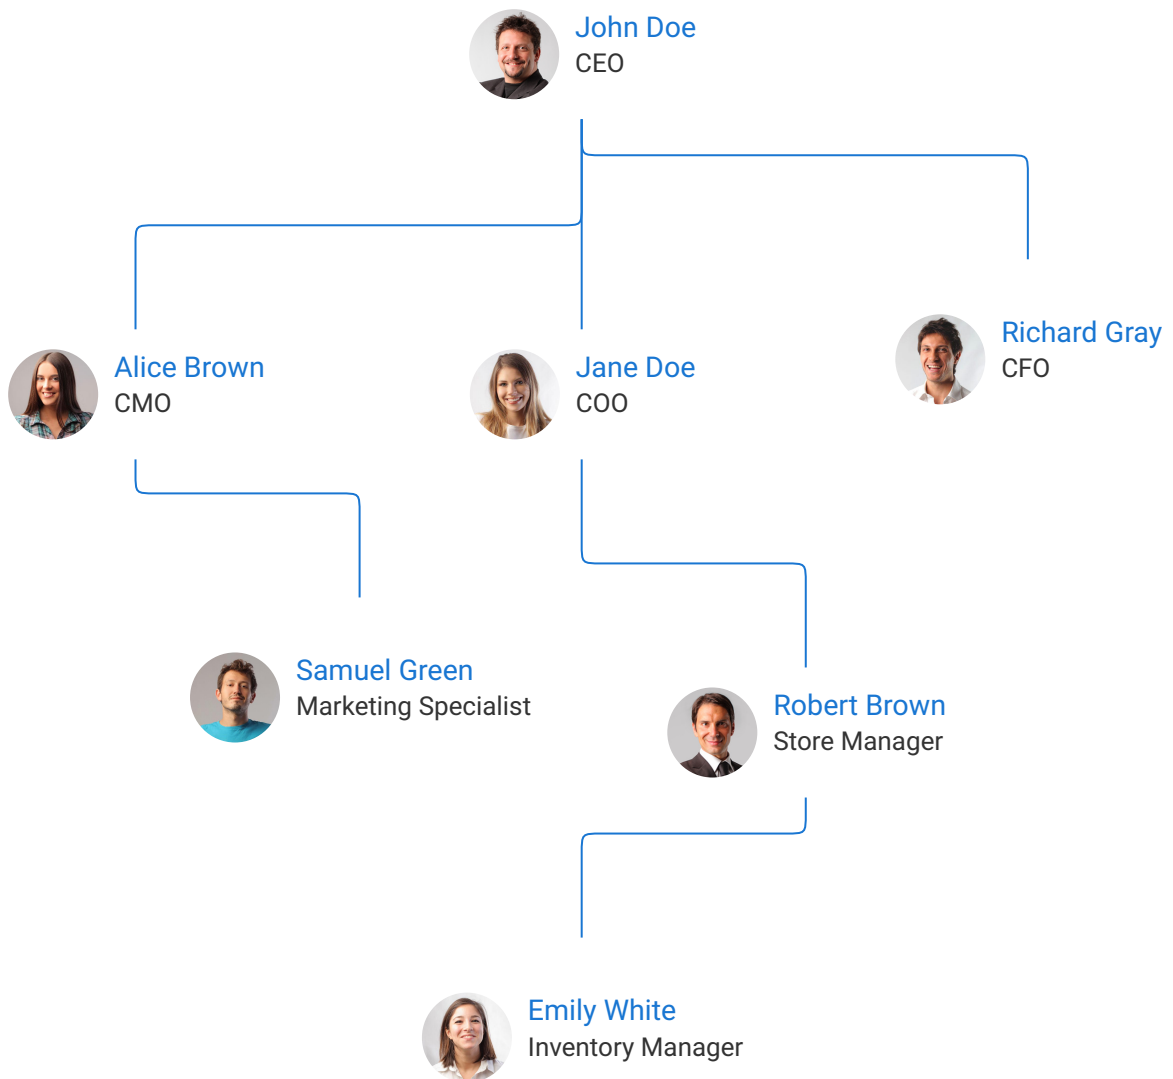 John Doe
CEO
Alice Brown
CMO
Jane Doe
COO
Richard Gray
CFO
Samuel Green
Marketing Specialist
Robert Brown
Store Manager
Emily White
Inventory Manager